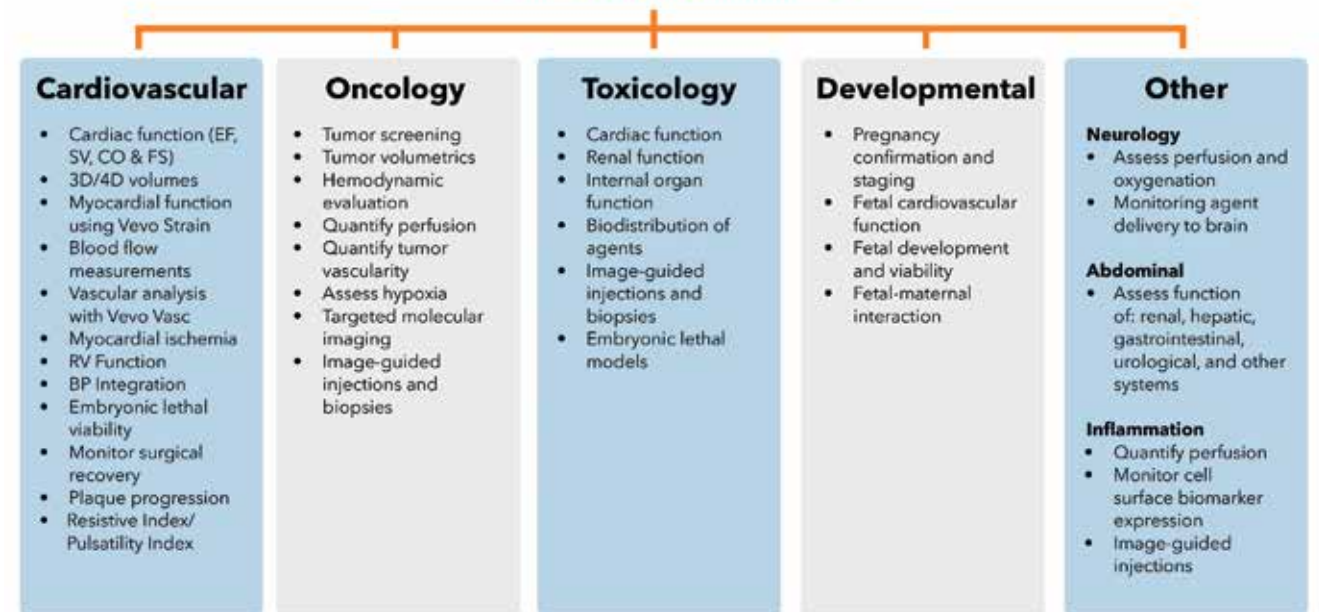 Cardiovascular
• Cardiac function (EF,
SV, CO & FS)
• 3D/4D volumes
• Myocardial function
using Vevo Strain
• Blood flow
measurements
• Vascular analysis
with Vevo Vasc
• Myocardial ischemia
• RV Function
• BP Integration
• Embryonic lethal
viability
• Monitor surgical
recovery
• Plaque progression
• Resistive Index/
Pulsatility Index
Oncology
• Tumor screening
• Tumor volumetrics
• Hemodynamic
evaluation
• Quantify perfusion
• Quantify tumor
vascularity
• Assess hypoxia
• Targeted molecular
imaging
• Image-guided
injections and
biopsies
Toxicology
• Cardiac function
• Renal function
• Internal organ
function
• Biodistribution of
agents
• Image-guided
injections and
biopsies
• Embryonic lethal
models
Developmental
• Pregnancy
confirmation and
staging
• Fetal cardiovascular
function
• Fetal development
and viability
• Fetal-maternal
interaction
Other
Neurology
• Assess perfusion and
oxygenation
• Monitoring agent
delivery to brain
Abdominal
• Assess function
of: renal, hepatic,
gastrointestinal,
urological, and other
systems
Inflammation
• Quantify perfusion
• Monitor cell
surface biomarker
expression
• Image-guided
injections